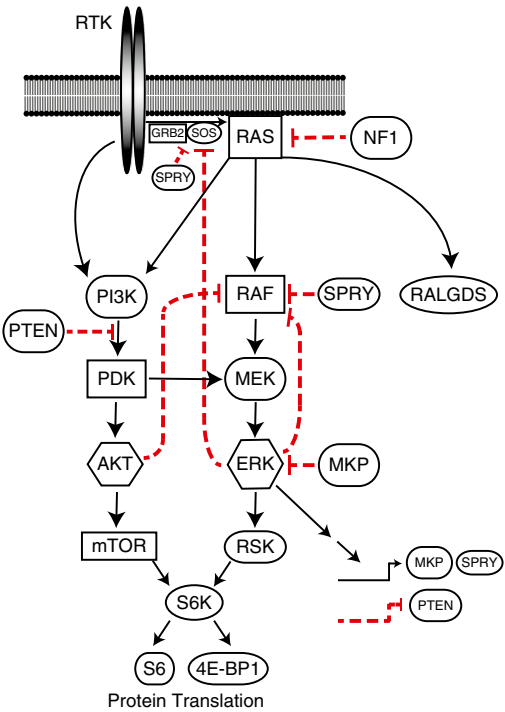 RTK
GRB2 SOS RAS NF1
SPRY
PI3K RAF SPRY RALGDS
PTEN
PDK MEK
AKT ERK MKP
mTOR RSK
MKP SPRY
S6K PTEN
S6 4E-BP1
Protein Translation